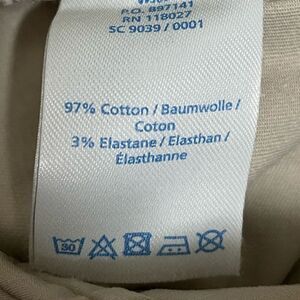 P.O. 897141
RN 118027
SC 9039 / 0001
97% Cotton / Baumwolle /
Coton
3% Elastane / Elasthan /
Élasthanne
30